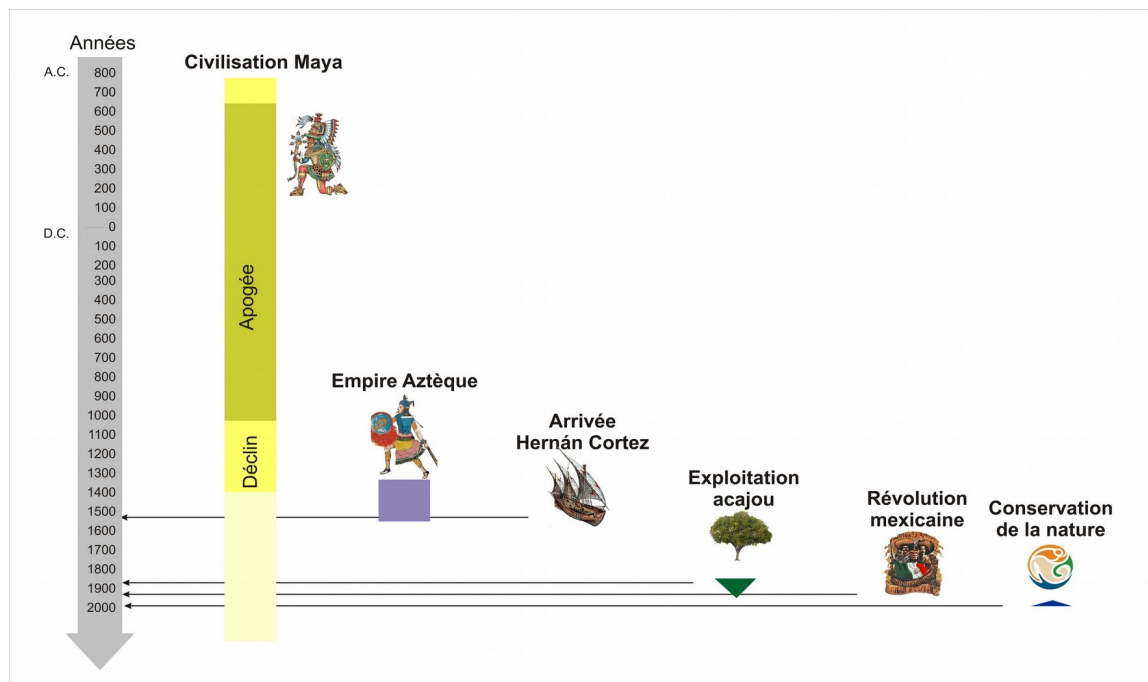 Années
A.C.
800
700
600
500
400
300
200
100
0
D.C.
100
200
300
400
500
600
700
800
900
1000
1100
1200
1300
1400
1500
1600
1700
1800
1900
2000
Civilisation Maya
Apogée
Déclin
Empire Aztèque
Arrivée
Hernán Cortez
Exploitation
acajou
Révolution
mexicaine
Conservation
de la nature